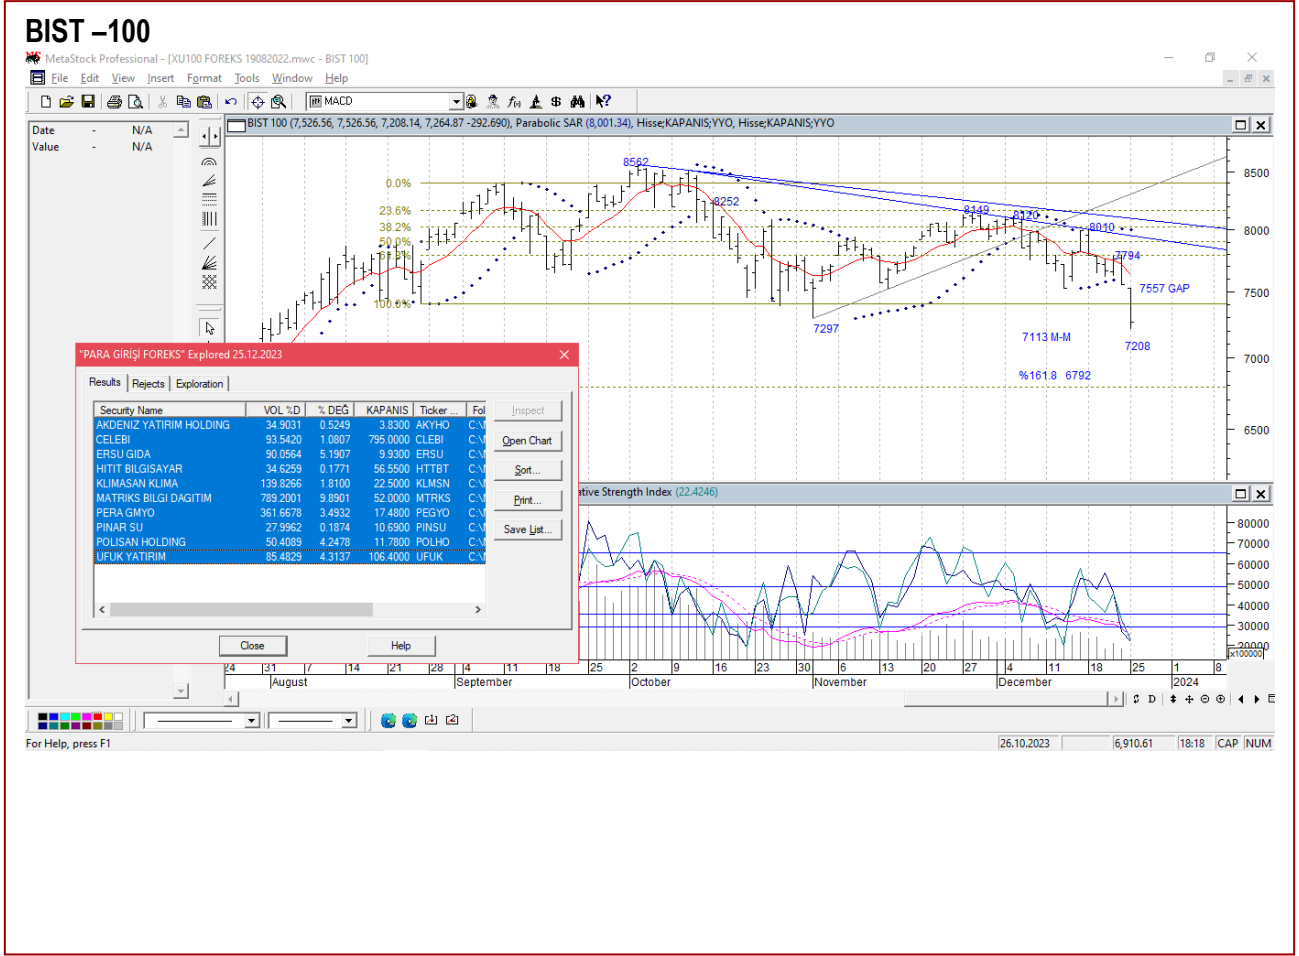 BIST –100
MetaStock Professional - [XU100 FOREKS 19082022.mwc - BIST 100]
File Edit View Insert Format Tools Window Help
MACD
Date - N/A
Value - N/A
BIST 100 (7,526.56, 7,526.56, 7,208.14, 7,264.87 -292.690), Parabolic SAR (8,001.34), Hisse;KAPANIS;YYO, Hisse;KAPANIS;YYO
8562
8500
0.0%
8252
23.6%
8149
8120
38.2%
8010
8000
50.0%
61.8%
7794
7557 GAP
7500
100.0%
7297
7113 M-M
7208
7000
%161.8 6792
6500
"PARA GİRİŞİ FOREKS" Explored 25.12.2023
Results Rejects Exploration
Security Name VOL %D % DEĞ KAPANIS Ticker ... Fol
AKDENIZ YATIRIM HOLDING 34.9031 0.5249 3.8300 AKYHO C:\
CELEBI 93.5420 1.0807 795.0000 CLEBI C:\
ERSU GIDA 90.0564 5.1907 9.9300 ERSU C:\
HITIT BILGISAYAR 34.6259 0.1771 56.5500 HTTBT C:\
KLIMASAN KLIMA 139.8266 1.8100 22.5000 KLMSN C:\
MATRIKS BILGI DAGITIM 789.2001 9.8901 52.0000 MTRKS C:\
PERA GMYO 361.6678 3.4932 17.4800 PEGYO C:\
PINAR SU 27.9962 0.1874 10.6900 PINSU C:\
POLISAN HOLDING 50.4089 4.2478 11.7800 POLHO C:\
UFUK YATIRIM 85.4829 4.3137 106.4000 UFUK C:\
Inspect
Open Chart
Sort...
Print...
Save List...
Close Help
ative Strength Index (22.4246)
80000
70000
60000
50000
40000
30000
20000
x100000
24 31 7 14 21 28 4 11 18 25 2 9 16 23 30 6 13 20 27 4 11 18 25 1 8
August September October November December 2024
D
For Help, press F1
26.10.2023 6,910.61 18:18 CAP NUM